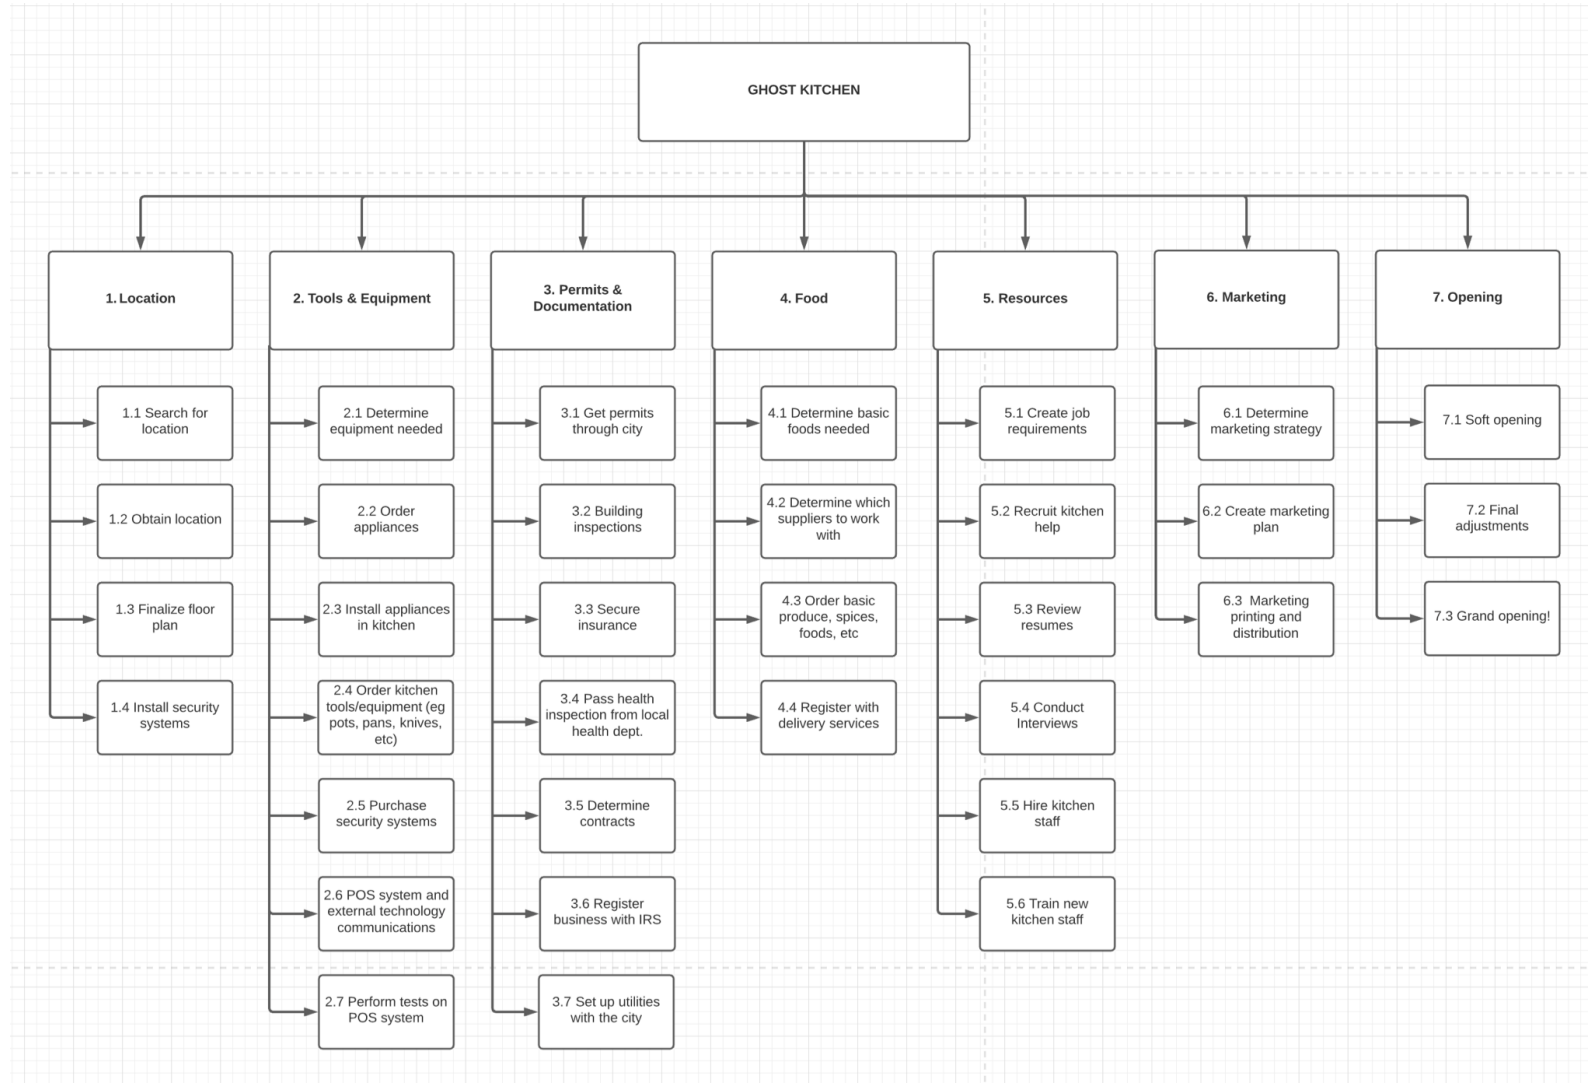 GHOST KITCHEN
1. Location
1.1 Search for
location
1.2 Obtain location
1.3 Finalize floor
plan
1.4 Install security
systems
2. Tools & Equipment
2.1 Determine
equipment needed
2.2 Order
appliances
2.3 Install appliances
in kitchen
2.4 Order kitchen
tools/equipment (eg
pots, pans, knives,
etc)
2.5 Purchase
security systems
2.6 POS system and
external technology
communications
2.7 Perform tests on
POS system
3. Permits &
Documentation
3.1 Get permits
through city
3.2 Building
inspections
3.3 Secure
insurance
3.4 Pass health
inspection from local
health dept.
3.5 Determine
contracts
3.6 Register
business with IRS
3.7 Set up utilities
with the city
4. Food
4.1 Determine basic
foods needed
4.2 Determine which
suppliers to work
with
4.3 Order basic
produce, spices,
foods, etc
4.4 Register with
delivery services
5. Resources
5.1 Create job
requirements
5.2 Recruit kitchen
help
5.3 Review
resumes
5.4 Conduct
Interviews
5.5 Hire kitchen
staff
5.6 Train new
kitchen staff
6. Marketing
6.1 Determine
marketing strategy
6.2 Create marketing
plan
6.3  Marketing
printing and
distribution
7. Opening
7.1 Soft opening
7.2 Final
adjustments
7.3 Grand opening!